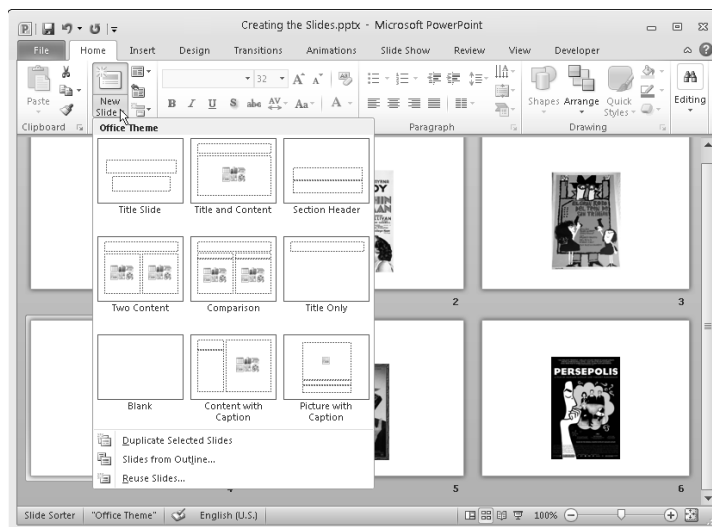 Creating the Slides.pptx - Microsoft PowerPoint
File Home Insert Design Transitions Animations Slide Show Review View Developer
32
Paste New Slide B I U S abc AV Aa A Shapes Arrange Quick Styles Editing
Clipboard Paragraph Drawing
Office Theme
Title Slide Title and Content Section Header
Two Content Comparison Title Only
2 3
Blank Content with Caption Picture with Caption
PERSEPOLIS
Duplicate Selected Slides
Slides from Outline...
Reuse Slides...
5 6
Slide Sorter "Office Theme" English (U.S.) 100%